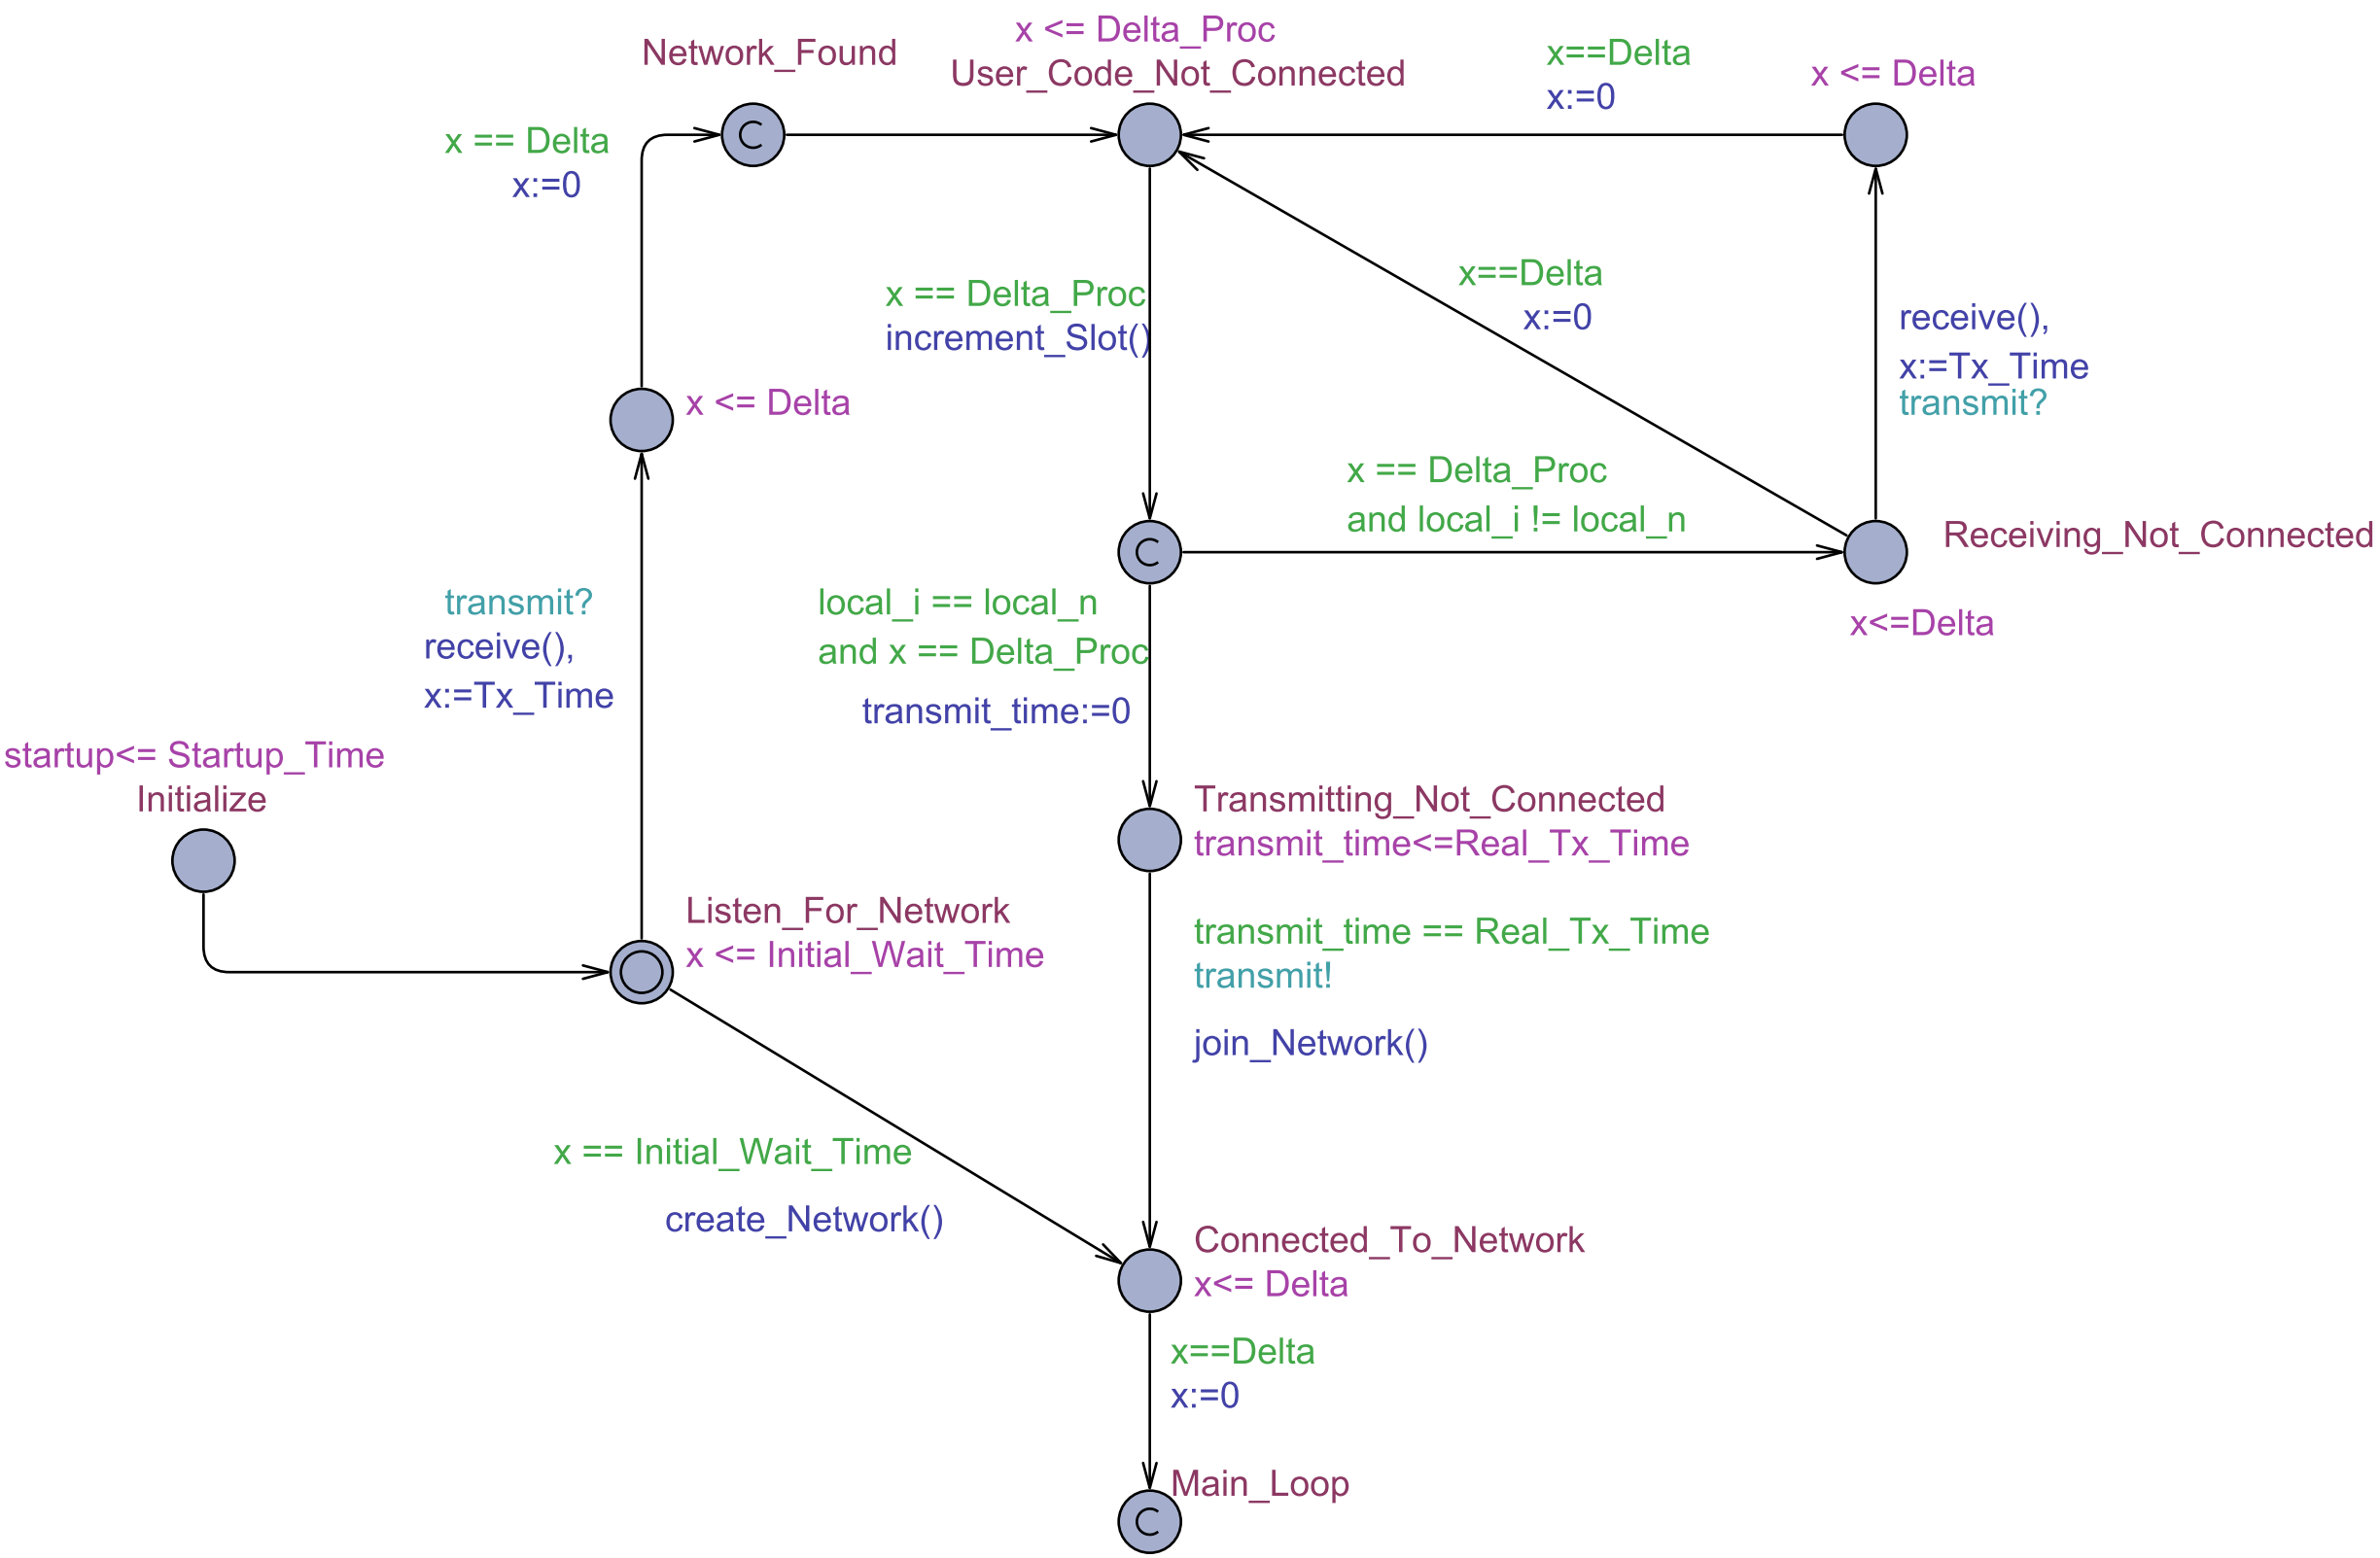 x <= Delta_Proc
Network_Found
User_Code_Not_Connected
x==Delta
x:=0
x <= Delta
x == Delta
x:=0
C
x == Delta_Proc
increment_Slot()
x==Delta
x:=0
receive(),
x:=Tx_Time
transmit?
x <= Delta
x == Delta_Proc
and local_i != local_n
C
Receiving_Not_Connected
x<=Delta
transmit?
receive(),
x:=Tx_Time
local_i == local_n
and x == Delta_Proc
transmit_time:=0
startup<= Startup_Time
Initialize
Transmitting_Not_Connected
transmit_time<=Real_Tx_Time
Listen_For_Network
x <= Initial_Wait_Time
transmit_time == Real_Tx_Time
transmit!
join_Network()
x == Initial_Wait_Time
create_Network()
Connected_To_Network
x<= Delta
x==Delta
x:=0
Main_Loop
C